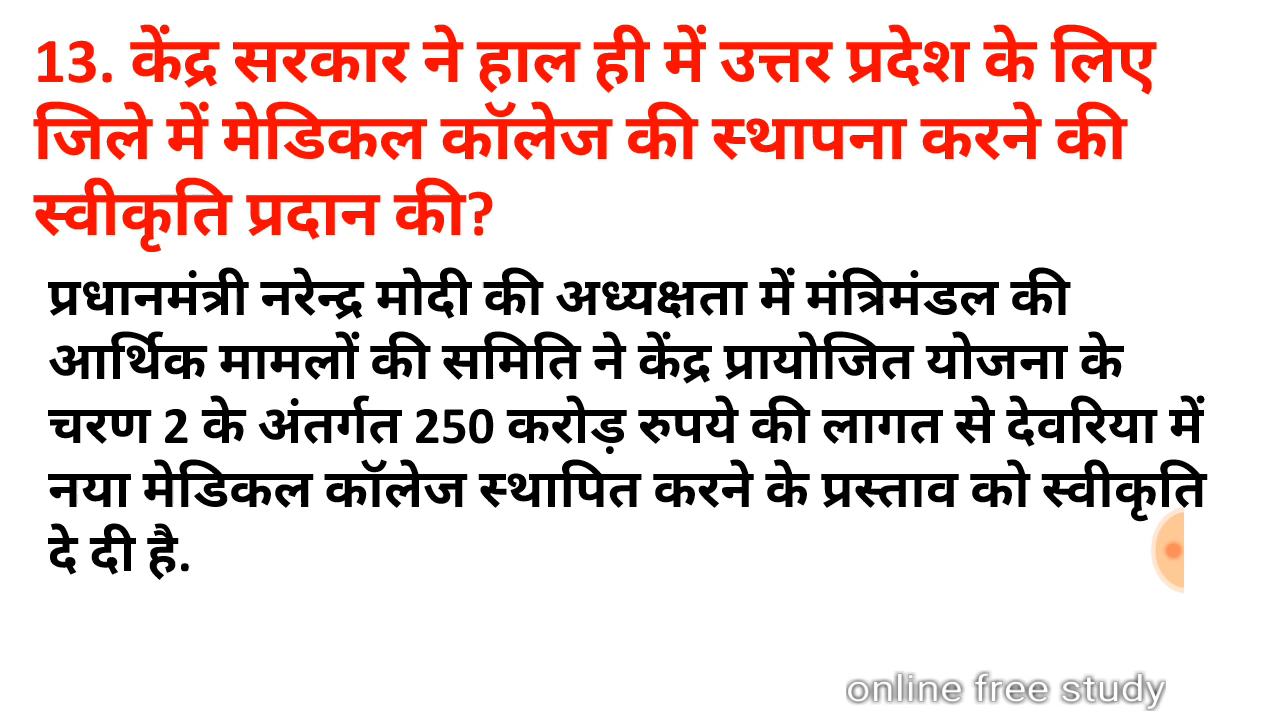 13. केंद्र सरकार ने हाल ही में उत्तर प्रदेश के लिए
जिले में मेडिकल कॉलेज की स्थापना करने की
स्वीकृति प्रदान की?
प्रधानमंत्री नरेन्द्र मोदी की अध्यक्षता में मंत्रिमंडल की
आर्थिक मामलों की समिति ने केंद्र प्रायोजित योजना के
चरण 2 के अंतर्गत 250 करोड़ रुपये की लागत से देवरिया में
नया मेडिकल कॉलेज स्थापित करने के प्रस्ताव को स्वीकृति
दे दी है.
online free study